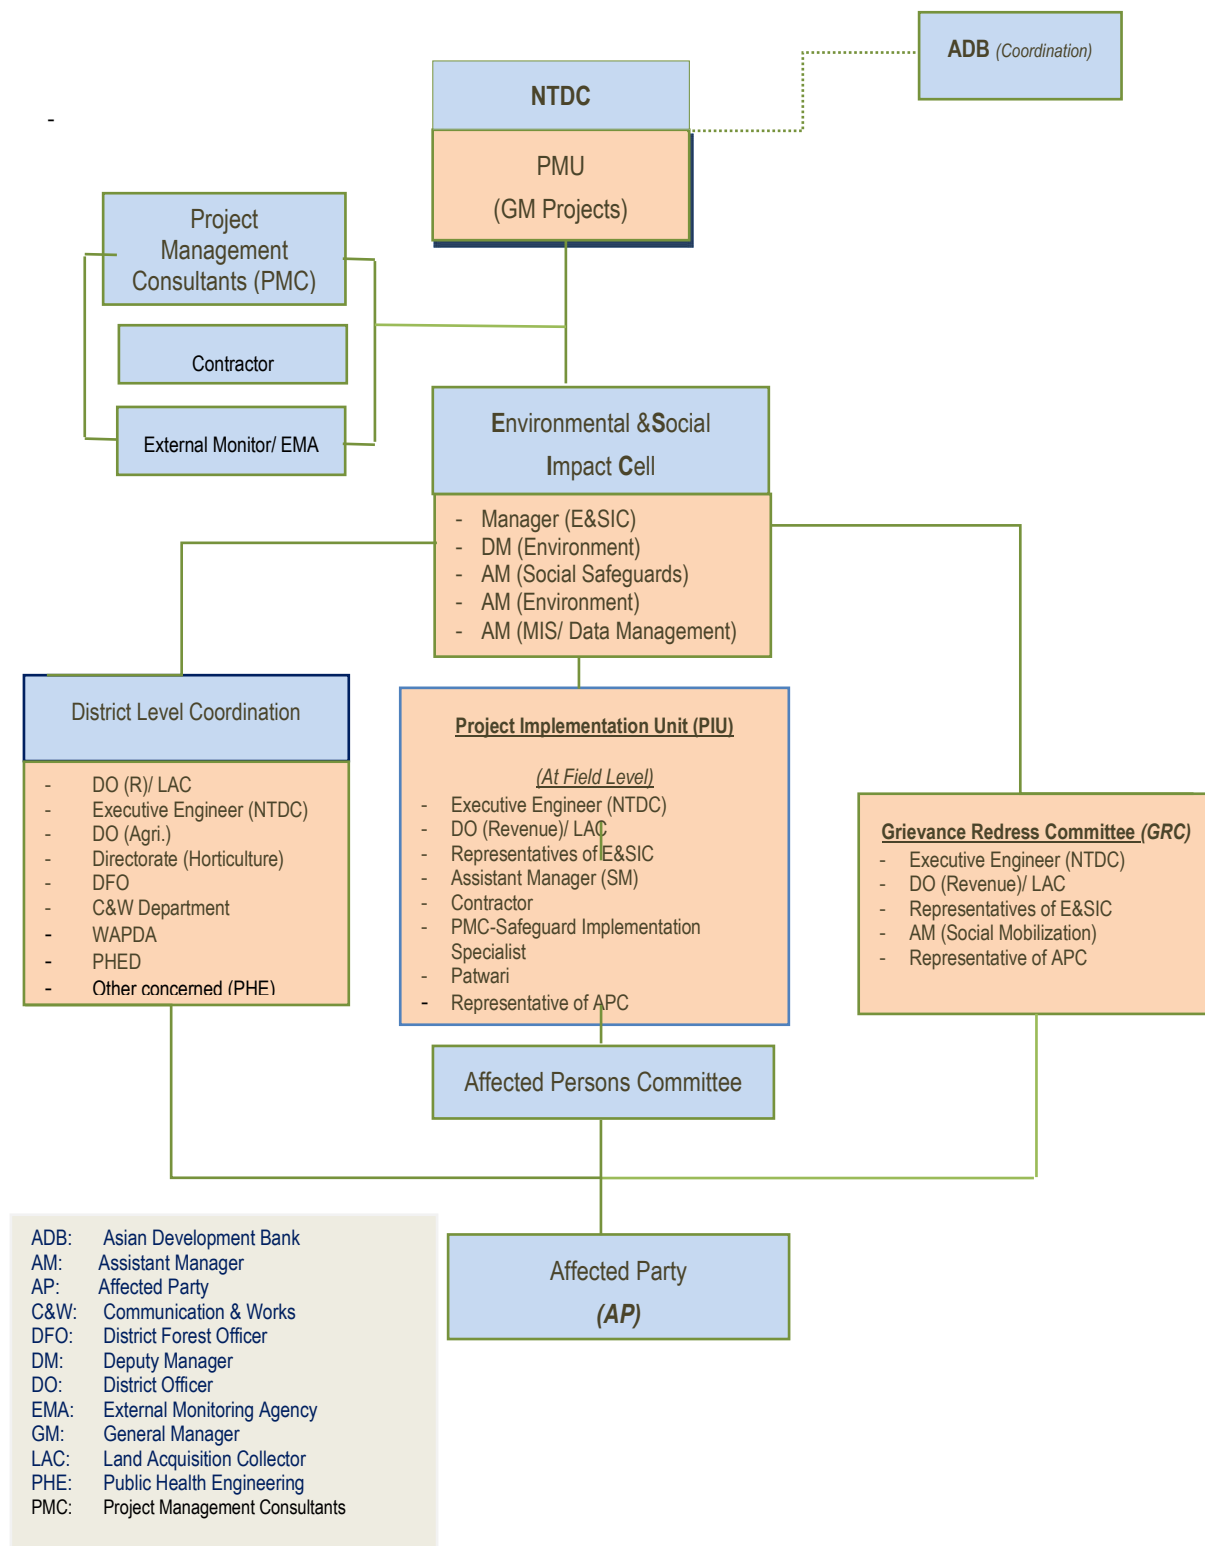 ADB (Coordination)
NTDC
-
PMU
(GM Projects)
Project
Management
Consultants (PMC)
Contractor
External Monitor/ EMA
Environmental &Social
Impact Cell
- Manager (E&SIC)
- DM (Environment)
- AM (Social Safeguards)
- AM (Environment)
- AM (MIS/ Data Management)
District Level Coordination
- DO (R)/ LAC
- Executive Engineer (NTDC)
- DO (Agri.)
- Directorate (Horticulture)
- DFO
- C&W Department
- WAPDA
- PHED
- Other concerned (PHE)
Project Implementation Unit (PIU)
(At Field Level)
- Executive Engineer (NTDC)
- DO (Revenue)/ LAC
- Representatives of E&SIC
- Assistant Manager (SM)
- Contractor
- PMC-Safeguard Implementation
Specialist
- Patwari
- Representative of APC
Grievance Redress Committee (GRC)
- Executive Engineer (NTDC)
- DO (Revenue)/ LAC
- Representatives of E&SIC
- AM (Social Mobilization)
- Representative of APC
Affected Persons Committee
Affected Party
(AP)
ADB: Asian Development Bank
AM: Assistant Manager
AP: Affected Party
C&W: Communication & Works
DFO: District Forest Officer
DM: Deputy Manager
DO: District Officer
EMA: External Monitoring Agency
GM: General Manager
LAC: Land Acquisition Collector
PHE: Public Health Engineering
PMC: Project Management Consultants